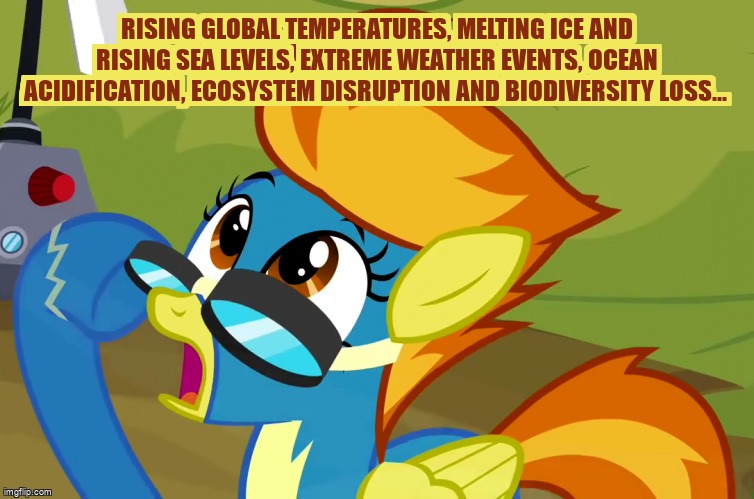 RISING GLOBAL TEMPERATURES, MELTING ICE AND
RISING SEA LEVELS, EXTREME WEATHER EVENTS, OCEAN
ACIDIFICATION, ECOSYSTEM DISRUPTION AND BIODIVERSITY LOSS...
imgflip.com